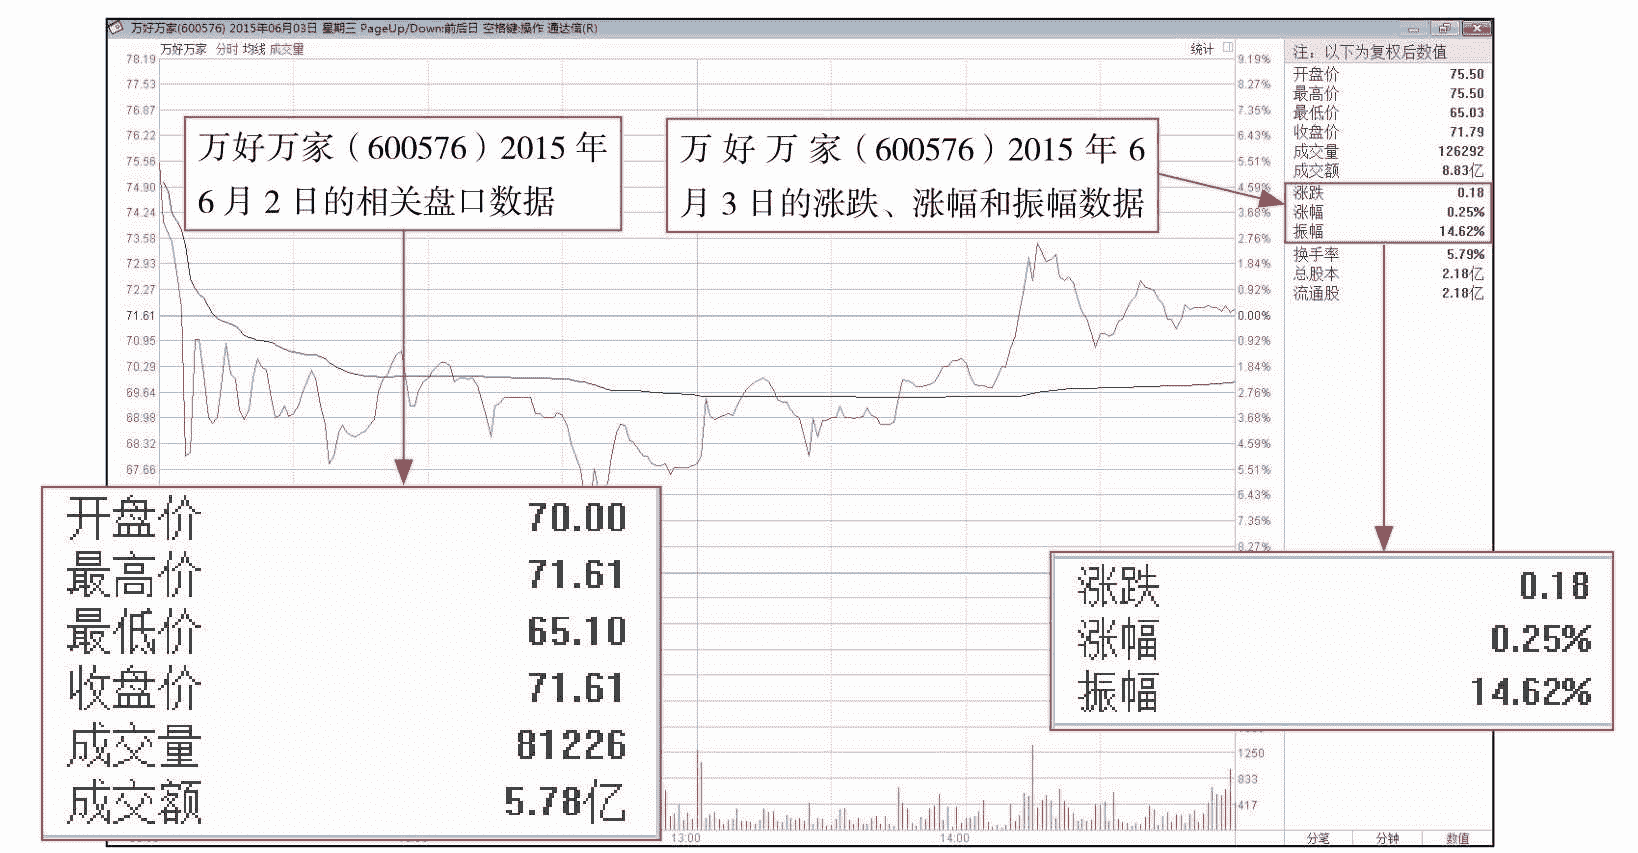 万好万家(600576) 2015年06月03日 星期三 PageUp/Down:前后日 空格键:操作 通达信(R)
万好万家 分时 均线 成交量
统计
78.19
77.53
76.87
76.22
75.56
74.90
74.24
73.58
72.93
72.27
71.61
70.95
70.29
69.64
68.98
68.32
67.66
9.19%
8.27%
7.35%
6.43%
5.51%
4.59%
3.68%
2.76%
1.84%
0.92%
0.00%
0.92%
1.84%
2.76%
3.68%
4.59%
5.51%
6.43%
7.35%
8.27%
1250
833
417
13:00
14:00
万好万家（600576）2015 年
6 月 2 日的相关盘口数据
万好万家（600576）2015 年 6
月 3 日的涨跌、涨幅和振幅数据
注：以下为复权后数值
开盘价 75.50
最高价 75.50
最低价 65.03
收盘价 71.79
成交量 126292
成交额 8.83亿
涨跌 0.18
涨幅 0.25%
振幅 14.62%
换手率 5.79%
总股本 2.18亿
流通股 2.18亿
开盘价 70.00
最高价 71.61
最低价 65.10
收盘价 71.61
成交量 81226
成交额 5.78亿
涨跌 0.18
涨幅 0.25%
振幅 14.62%
分笔 分钟 数值